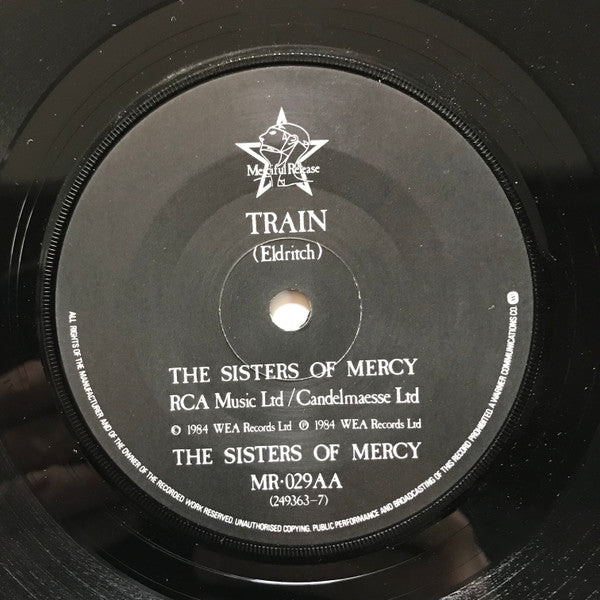 Merciful Release
TRAIN
(Eldritch)
THE SISTERS OF MERCY
RCA Music Ltd/Candelmaesse Ltd
© 1984 WEA Records Ltd ℗ 1984 WEA Records Ltd
THE SISTERS OF MERCY
MR·029AA
(249363-7)
ALL RIGHTS OF THE MANUFACTURER AND OF THE OWNER OF THE RECORDED WORK RESERVED. UNAUTHORISED COPYING, PUBLIC PERFORMANCE AND BROADCASTING OF THIS RECORD PROHIBITED. A WARNER COMMUNICATIONS CO.